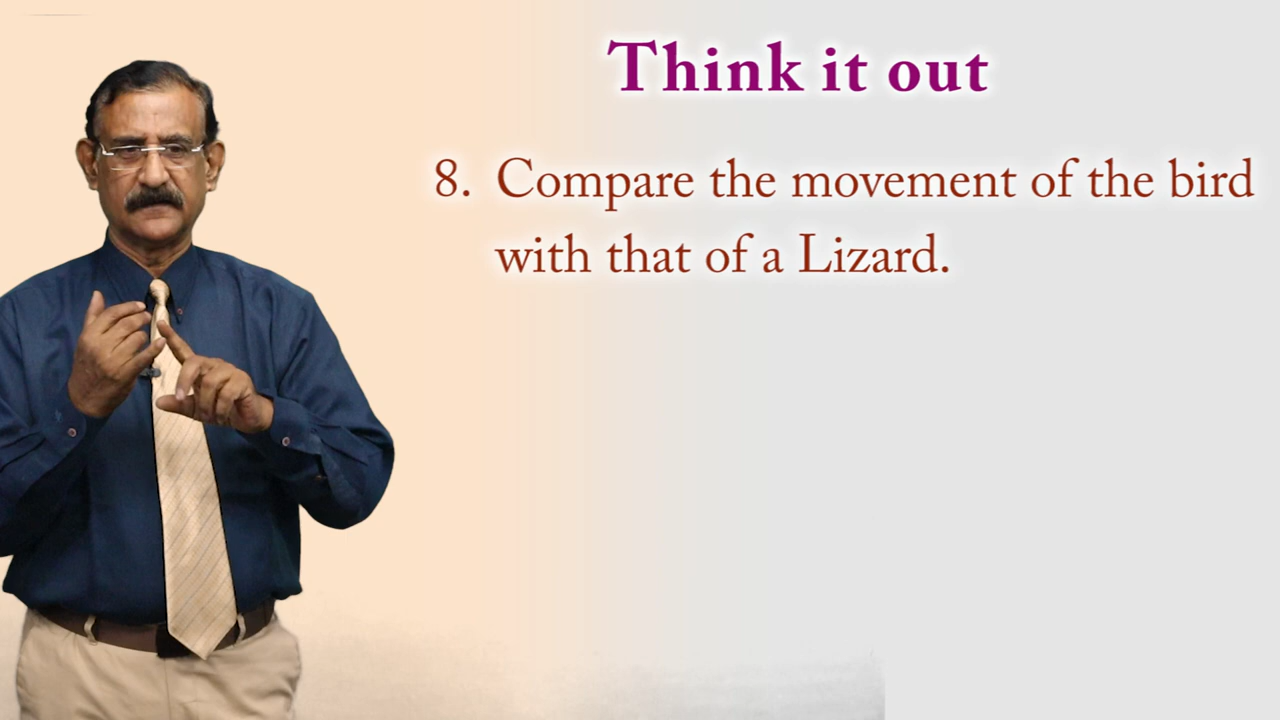 Think it out
8. Compare the movement of the bird
with that of a Lizard.